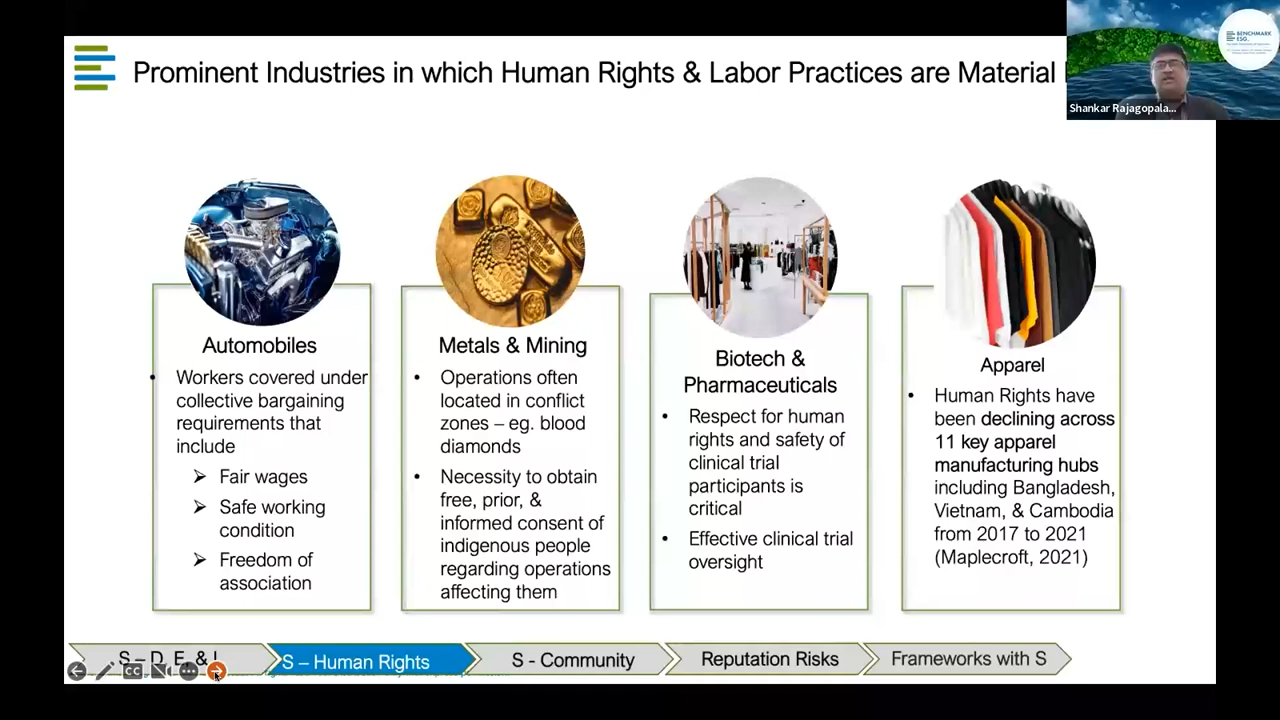 Prominent Industries in which Human Rights & Labor Practices are Material
BENCHMARK
ESG
Shankar Rajagopala...
Automobiles
• Workers covered under
collective bargaining
requirements that
include
➢ Fair wages
➢ Safe working
condition
➢ Freedom of
association
Metals & Mining
• Operations often
located in conflict
zones – eg. blood
diamonds
• Necessity to obtain
free, prior, &
informed consent of
indigenous people
regarding operations
affecting them
Biotech &
Pharmaceuticals
• Respect for human
rights and safety of
clinical trial
participants is
critical
• Effective clinical trial
oversight
Apparel
• Human Rights have
been declining across
11 key apparel
manufacturing hubs
including Bangladesh,
Vietnam, & Cambodia
from 2017 to 2021
(Maplecroft, 2021)
S – D, E, & I
S – Human Rights
S - Community
Reputation Risks
Frameworks with S
CC